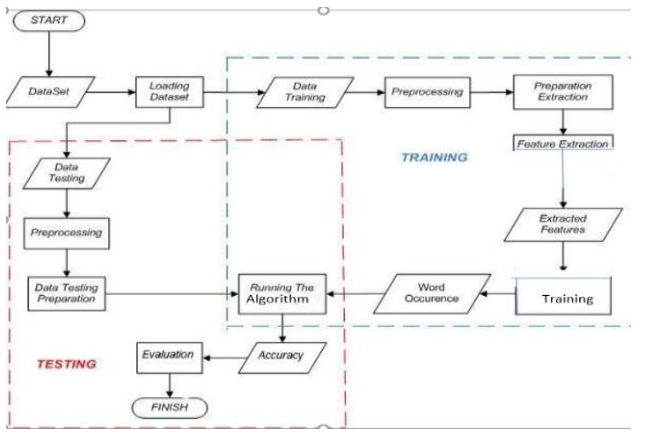 START
DataSet
Loading
Dataset
Data
Training
Preprocessing
Preparation
Extraction
Feature Extraction
TRAINING
Data
Testing
Preprocessing
Extracted
Features
Data Testing
Preparation
Running The
Algorithm
Word
Occurence
Training
TESTING
Evaluation
Accuracy
FINISH